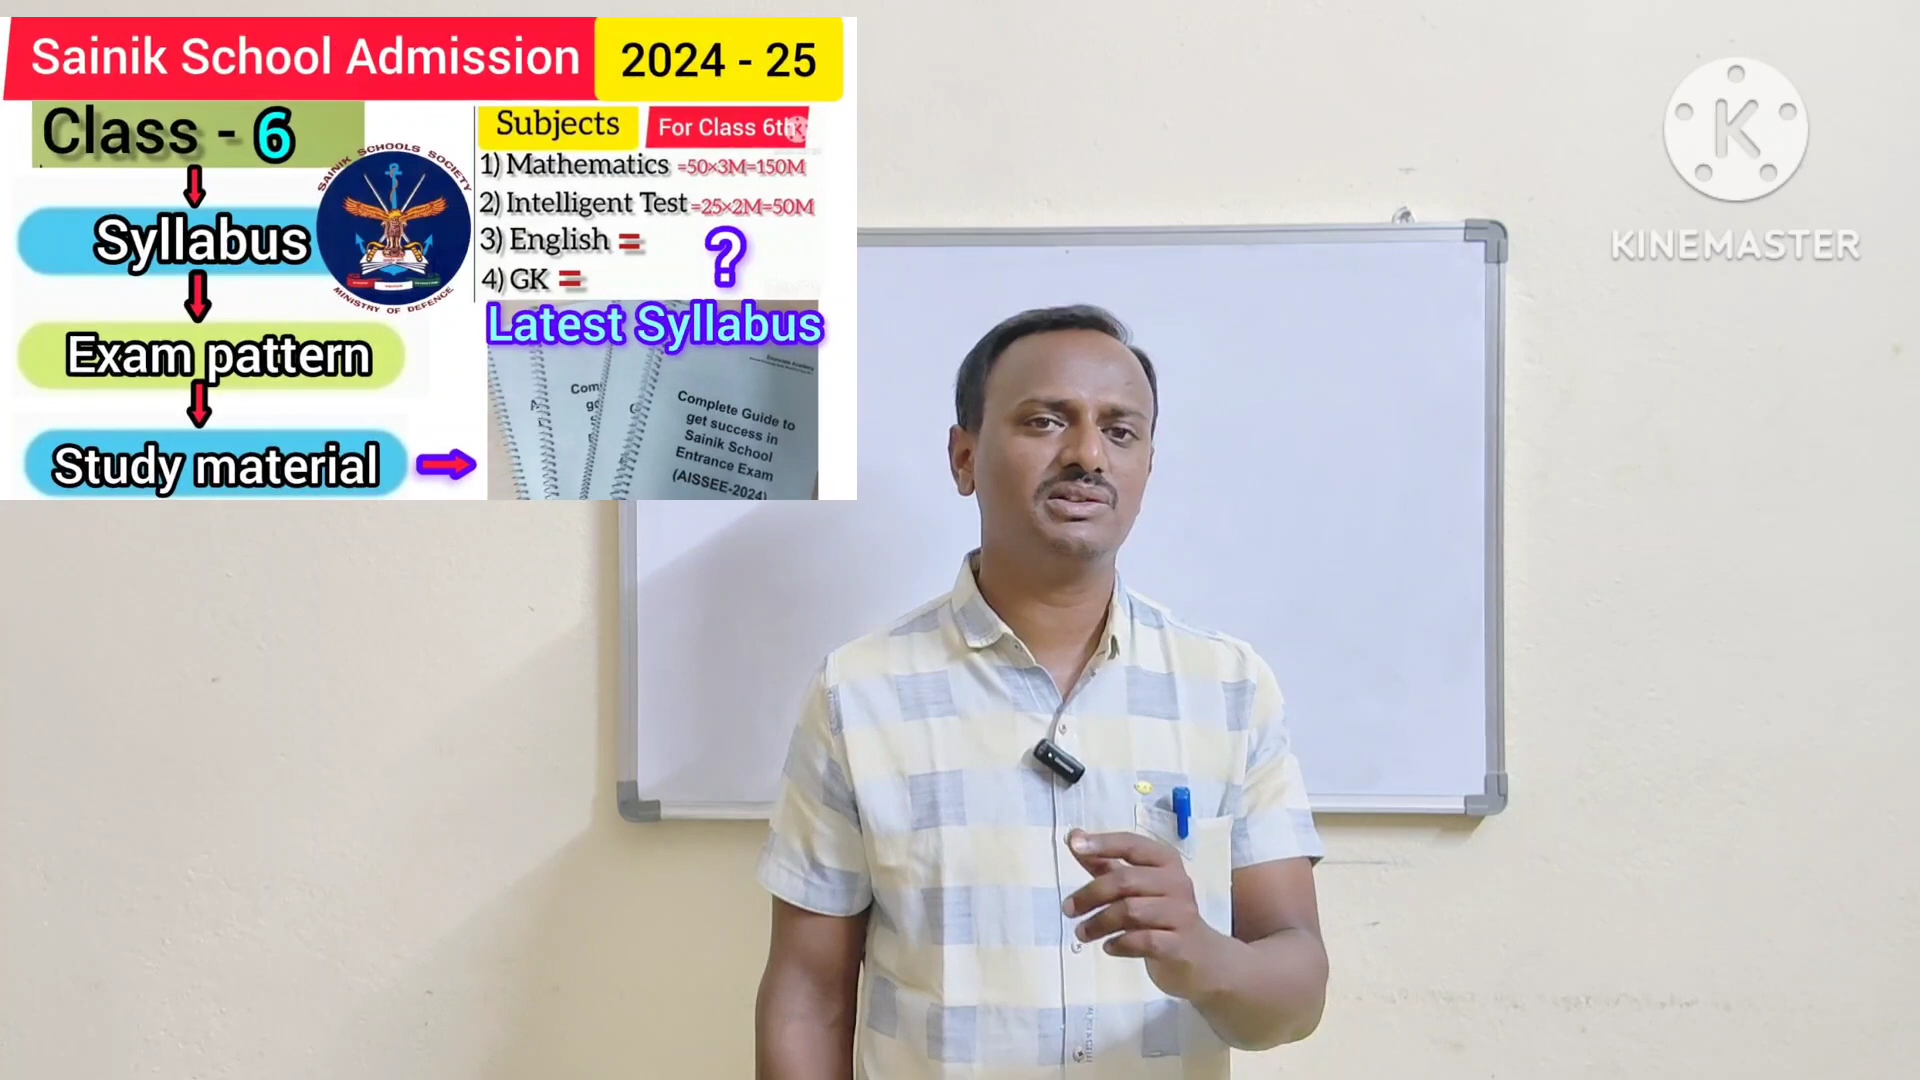 Sainik School Admission 2024 - 25
Class - 6
Syllabus
Exam pattern
Study material
SAINIK SCHOOLS SOCIETY
MINISTRY OF DEFENCE
Subjects For Class 6th
1) Mathematics =50×3M=150M
2) Intelligent Test =25×2M=50M
3) English =
4) GK =
?
Latest Syllabus
Complete Guide to
get success in
Sainik School
Entrance Exam
(AISSEE-2024)
K
KINEMASTER